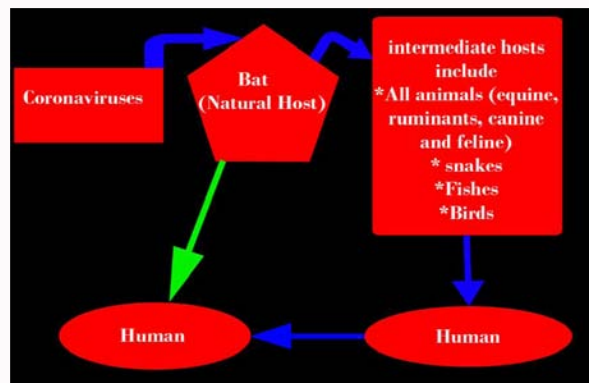 Coronaviruses
Bat
(Natural Host)
intermediate hosts
include
*All animals (equine,
ruminants, canine
and feline)
* snakes
*Fishes
*Birds
Human
Human